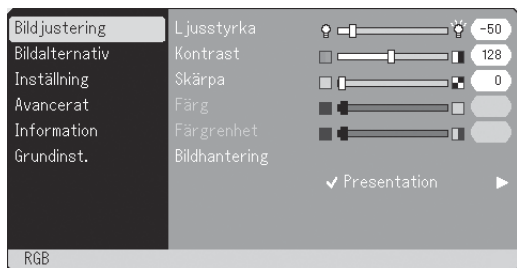 Bildjustering
Bildalternativ
Inställning
Avancerat
Information
Grundinst.
Ljusstyrka -50
Kontrast 128
Skärpa 0
Färg
Färgrenhet
Bildhantering
✓ Presentation
RGB